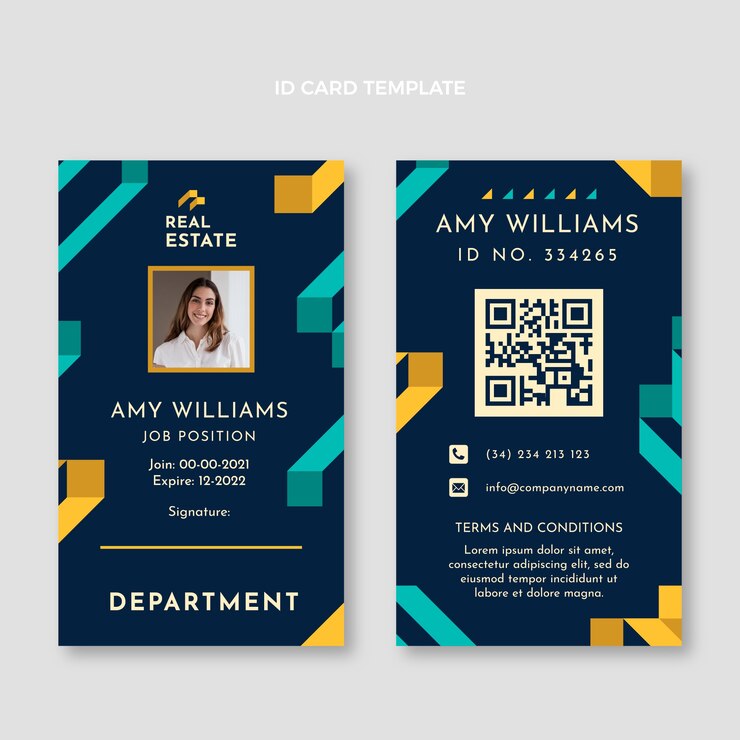 ID CARD TEMPLATE
REAL
ESTATE
AMY WILLIAMS
JOB POSITION
Join: 00-00-2021
Expire: 12-2022
Signature:
DEPARTMENT
AMY WILLIAMS
ID NO. 334265
(34) 234 213 123
info@companyname.com
TERMS AND CONDITIONS
Lorem ipsum dolor sit amet,
consectetur adipiscing elit, sed diam
eiusmod tempor incididunt ut
labore et dolore magna.